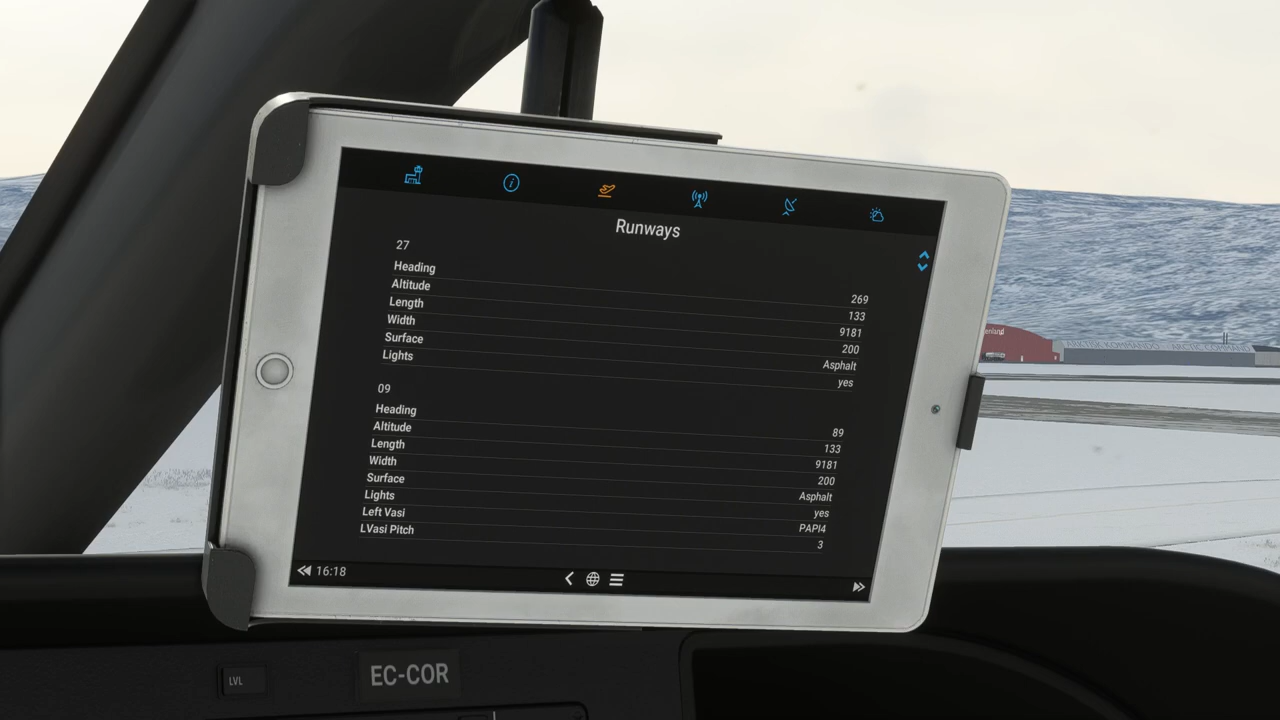 Runways
27
Heading 269
Altitude 133
Length 9181
Width 200
Surface Asphalt
Lights yes
09
Heading 89
Altitude 133
Length 9181
Width 200
Surface Asphalt
Lights yes
Left Vasi PAPI4
LVasi Pitch 3
16:18
LVL
EC-COR